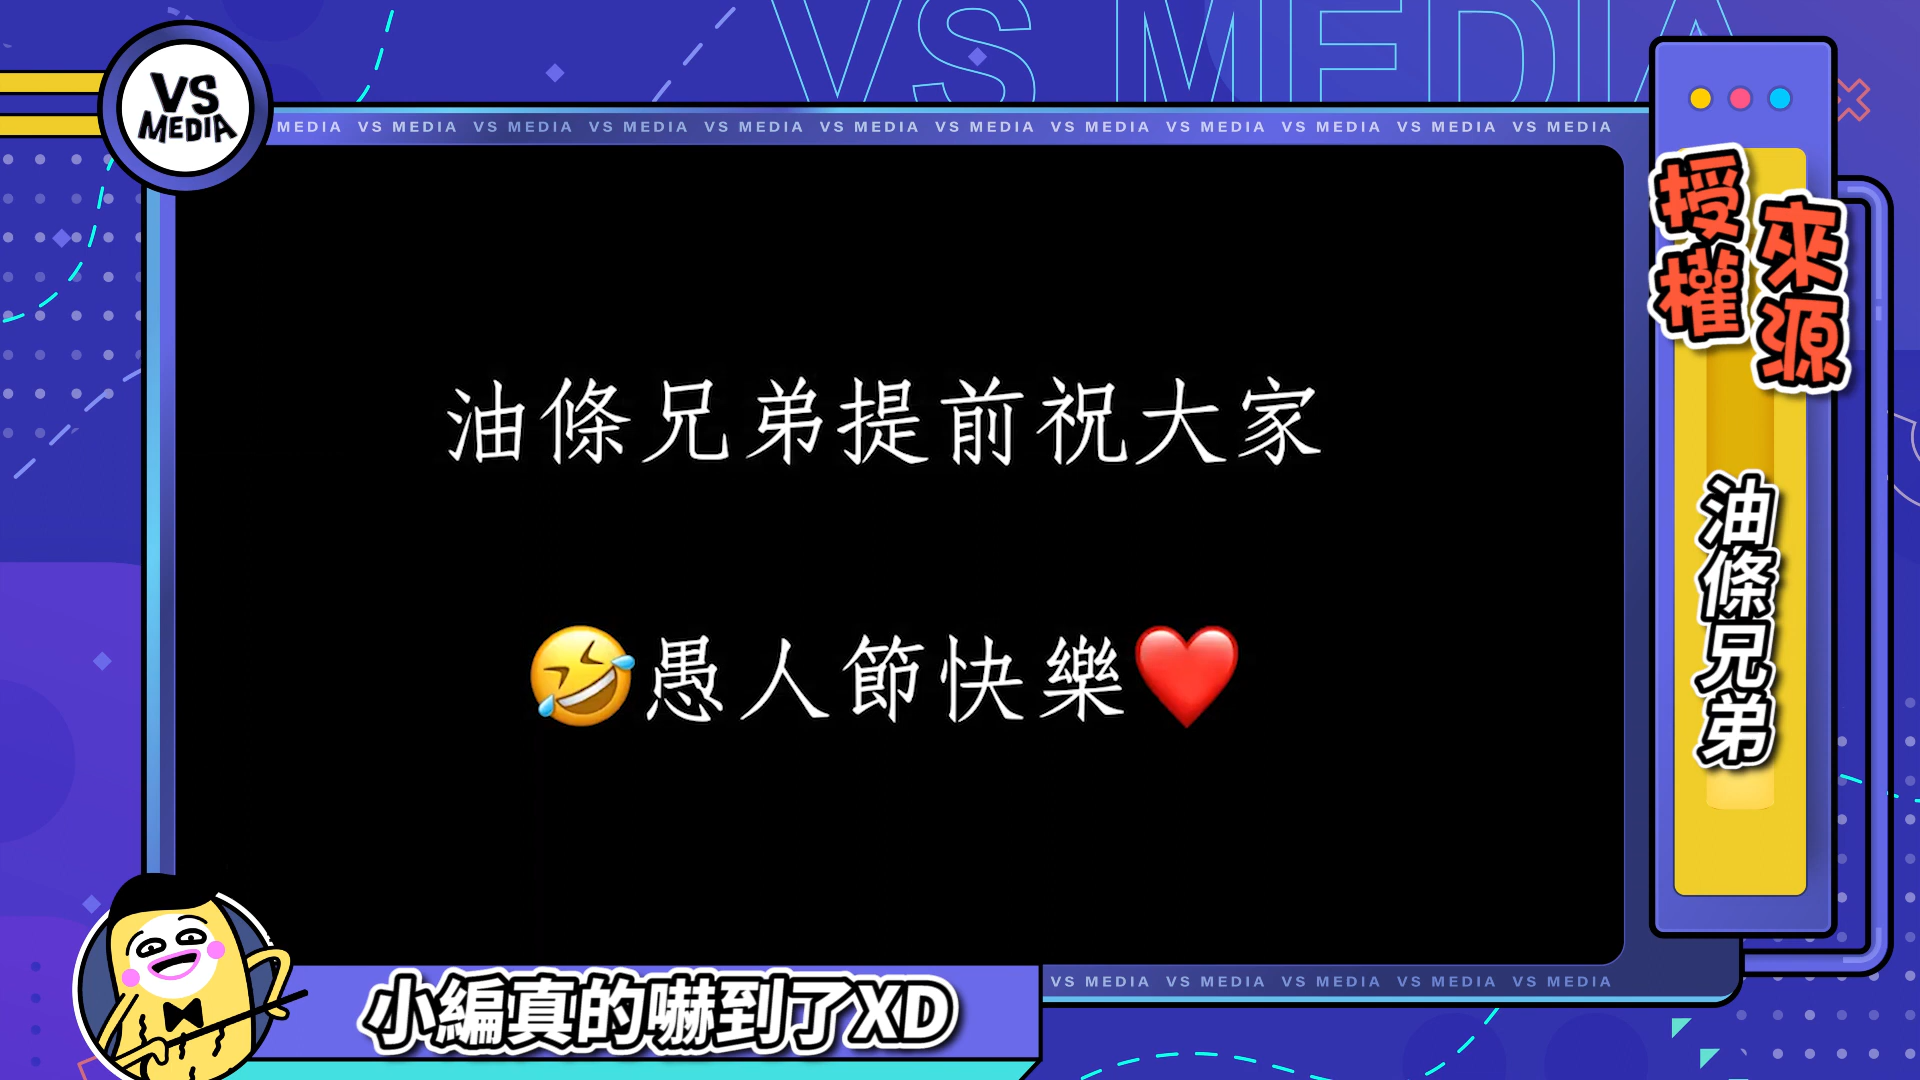 VS MEDIA
VS
MEDIA
MEDIA VS MEDIA VS MEDIA VS MEDIA VS MEDIA VS MEDIA VS MEDIA VS MEDIA VS MEDIA VS MEDIA VS MEDIA VS MEDIA
授權
來源
油條兄弟提前祝大家
🤣愚人節快樂❤️
油條兄弟
VS MEDIA VS MEDIA VS MEDIA VS MEDIA VS MEDIA
小編真的嚇到了XD